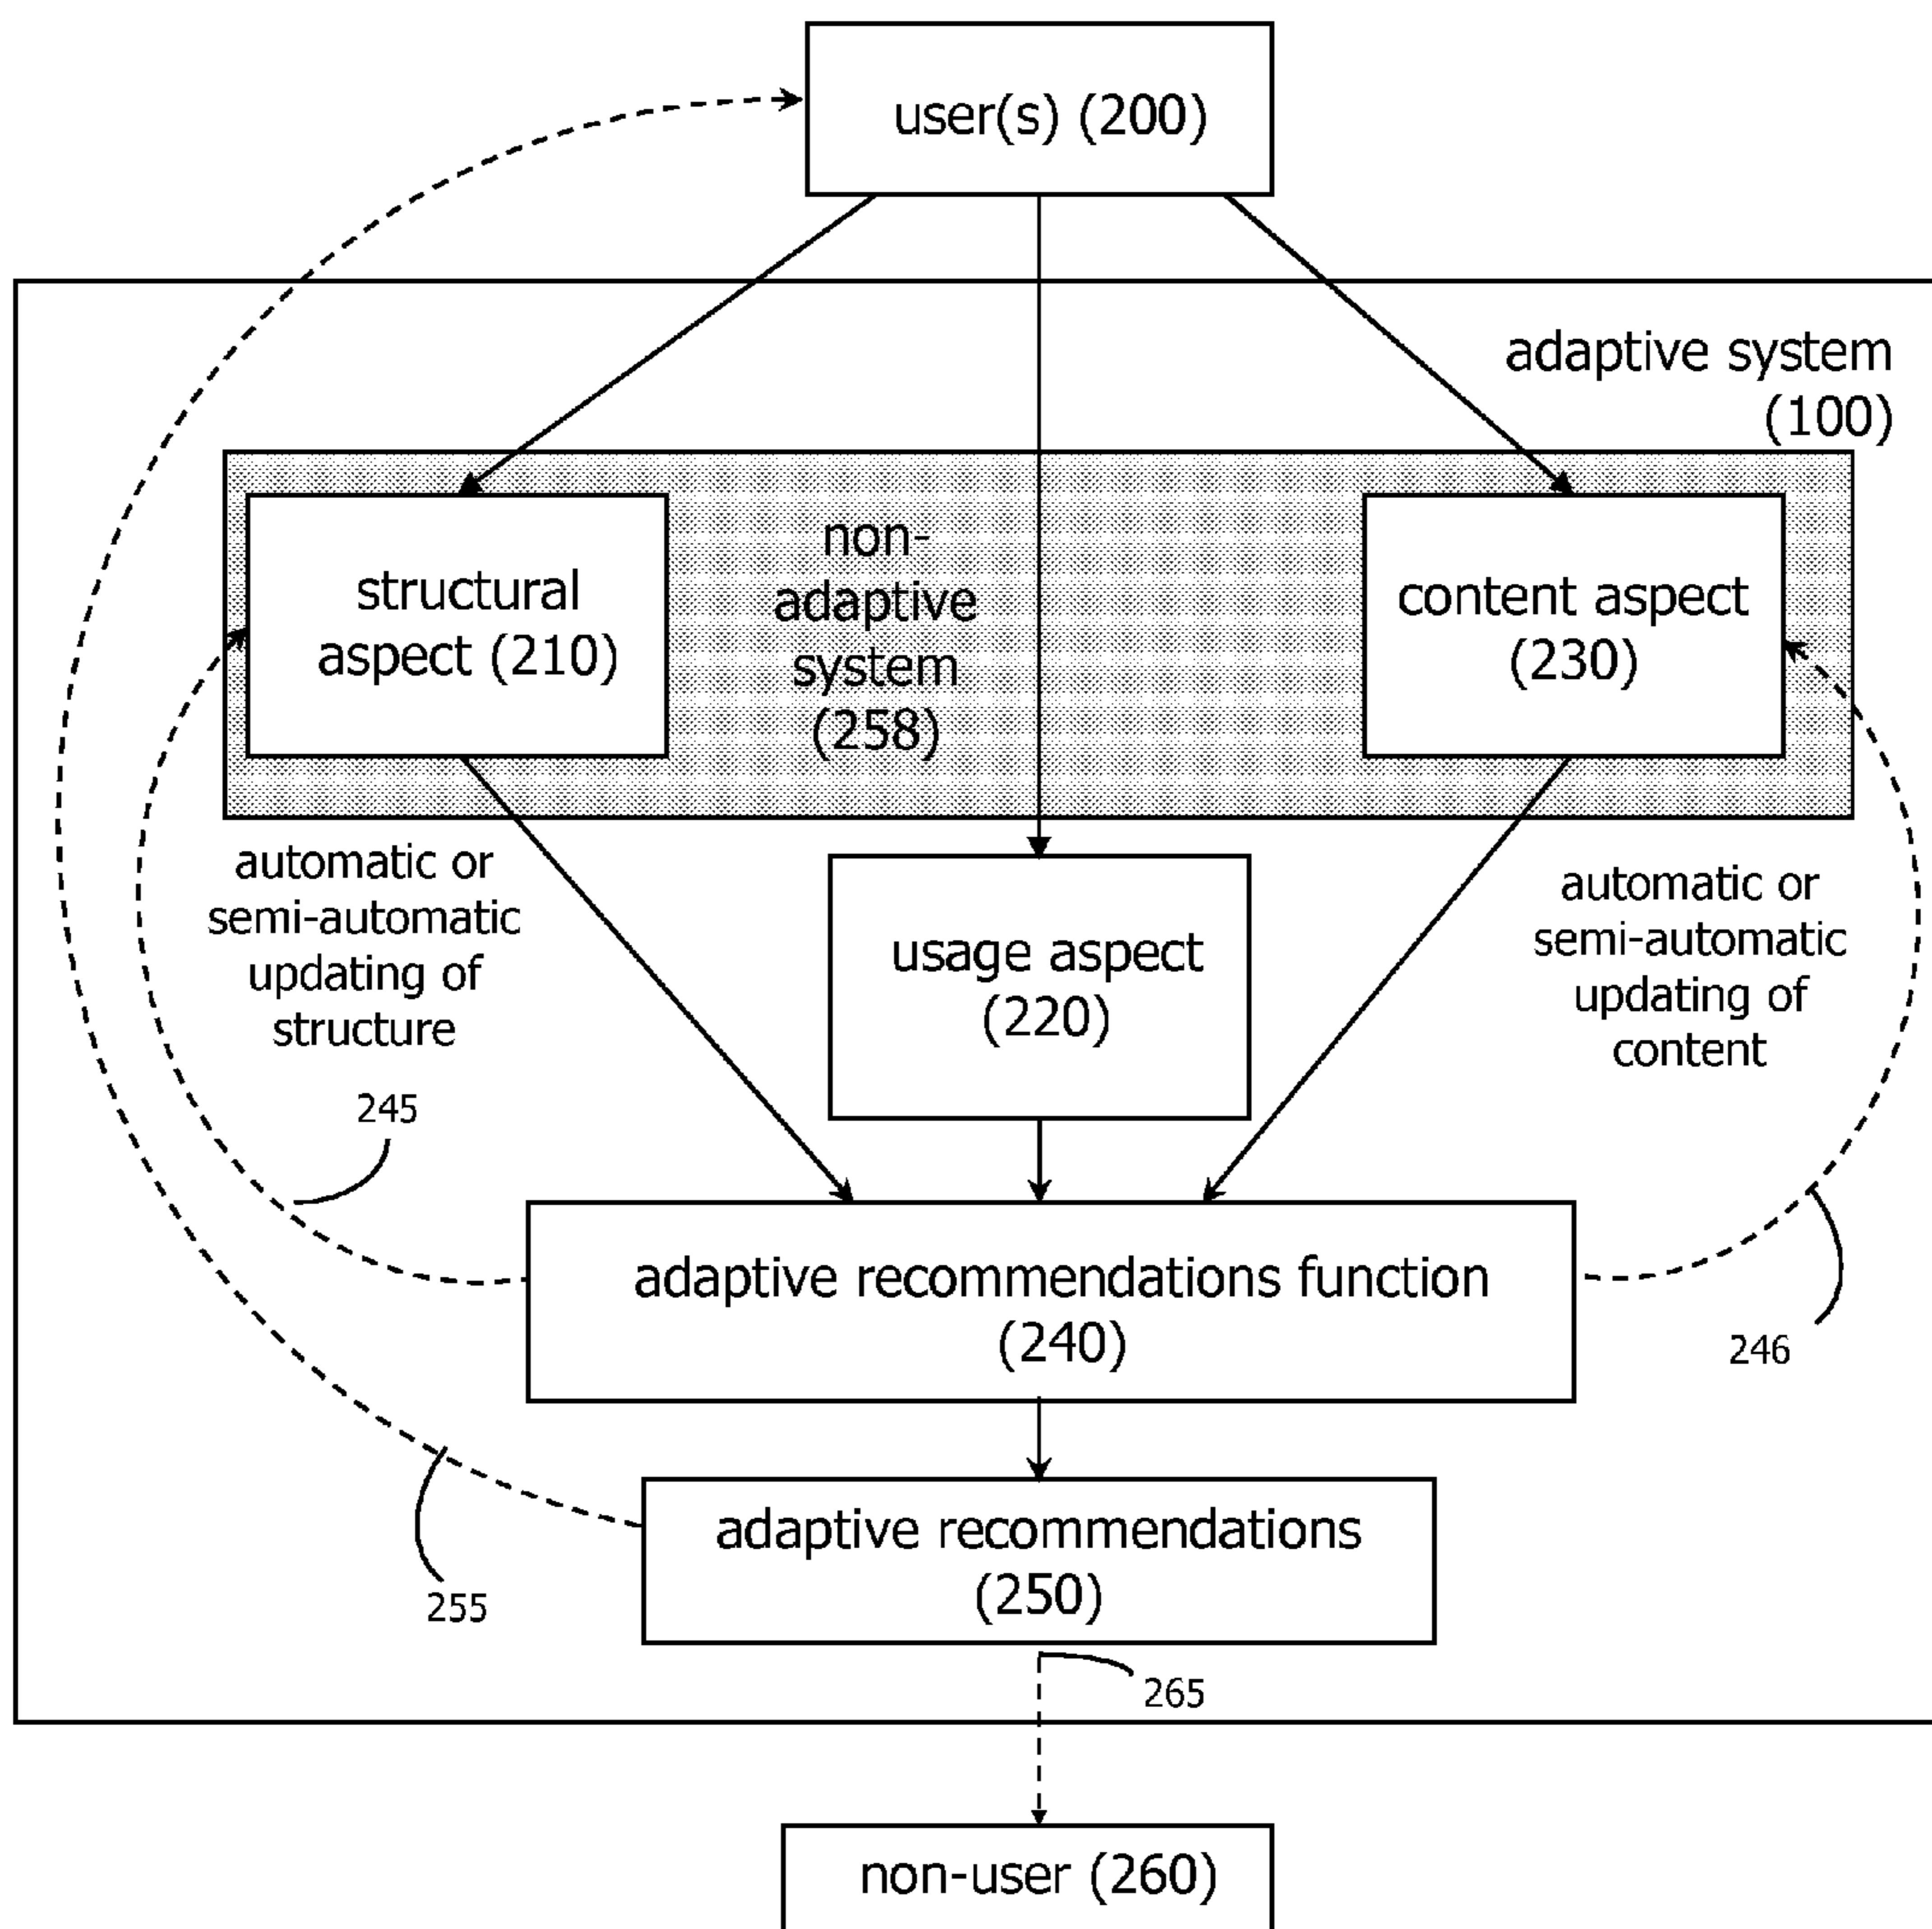 user(s) (200)
adaptive system
(100)
non-
adaptive
system
(258)
structural
aspect (210)
content aspect
(230)
automatic or
semi-automatic
updating of
structure
automatic or
semi-automatic
updating of
content
usage aspect
(220)
245
adaptive recommendations function
(240)
246
adaptive recommendations
(250)
255
265
non-user (260)